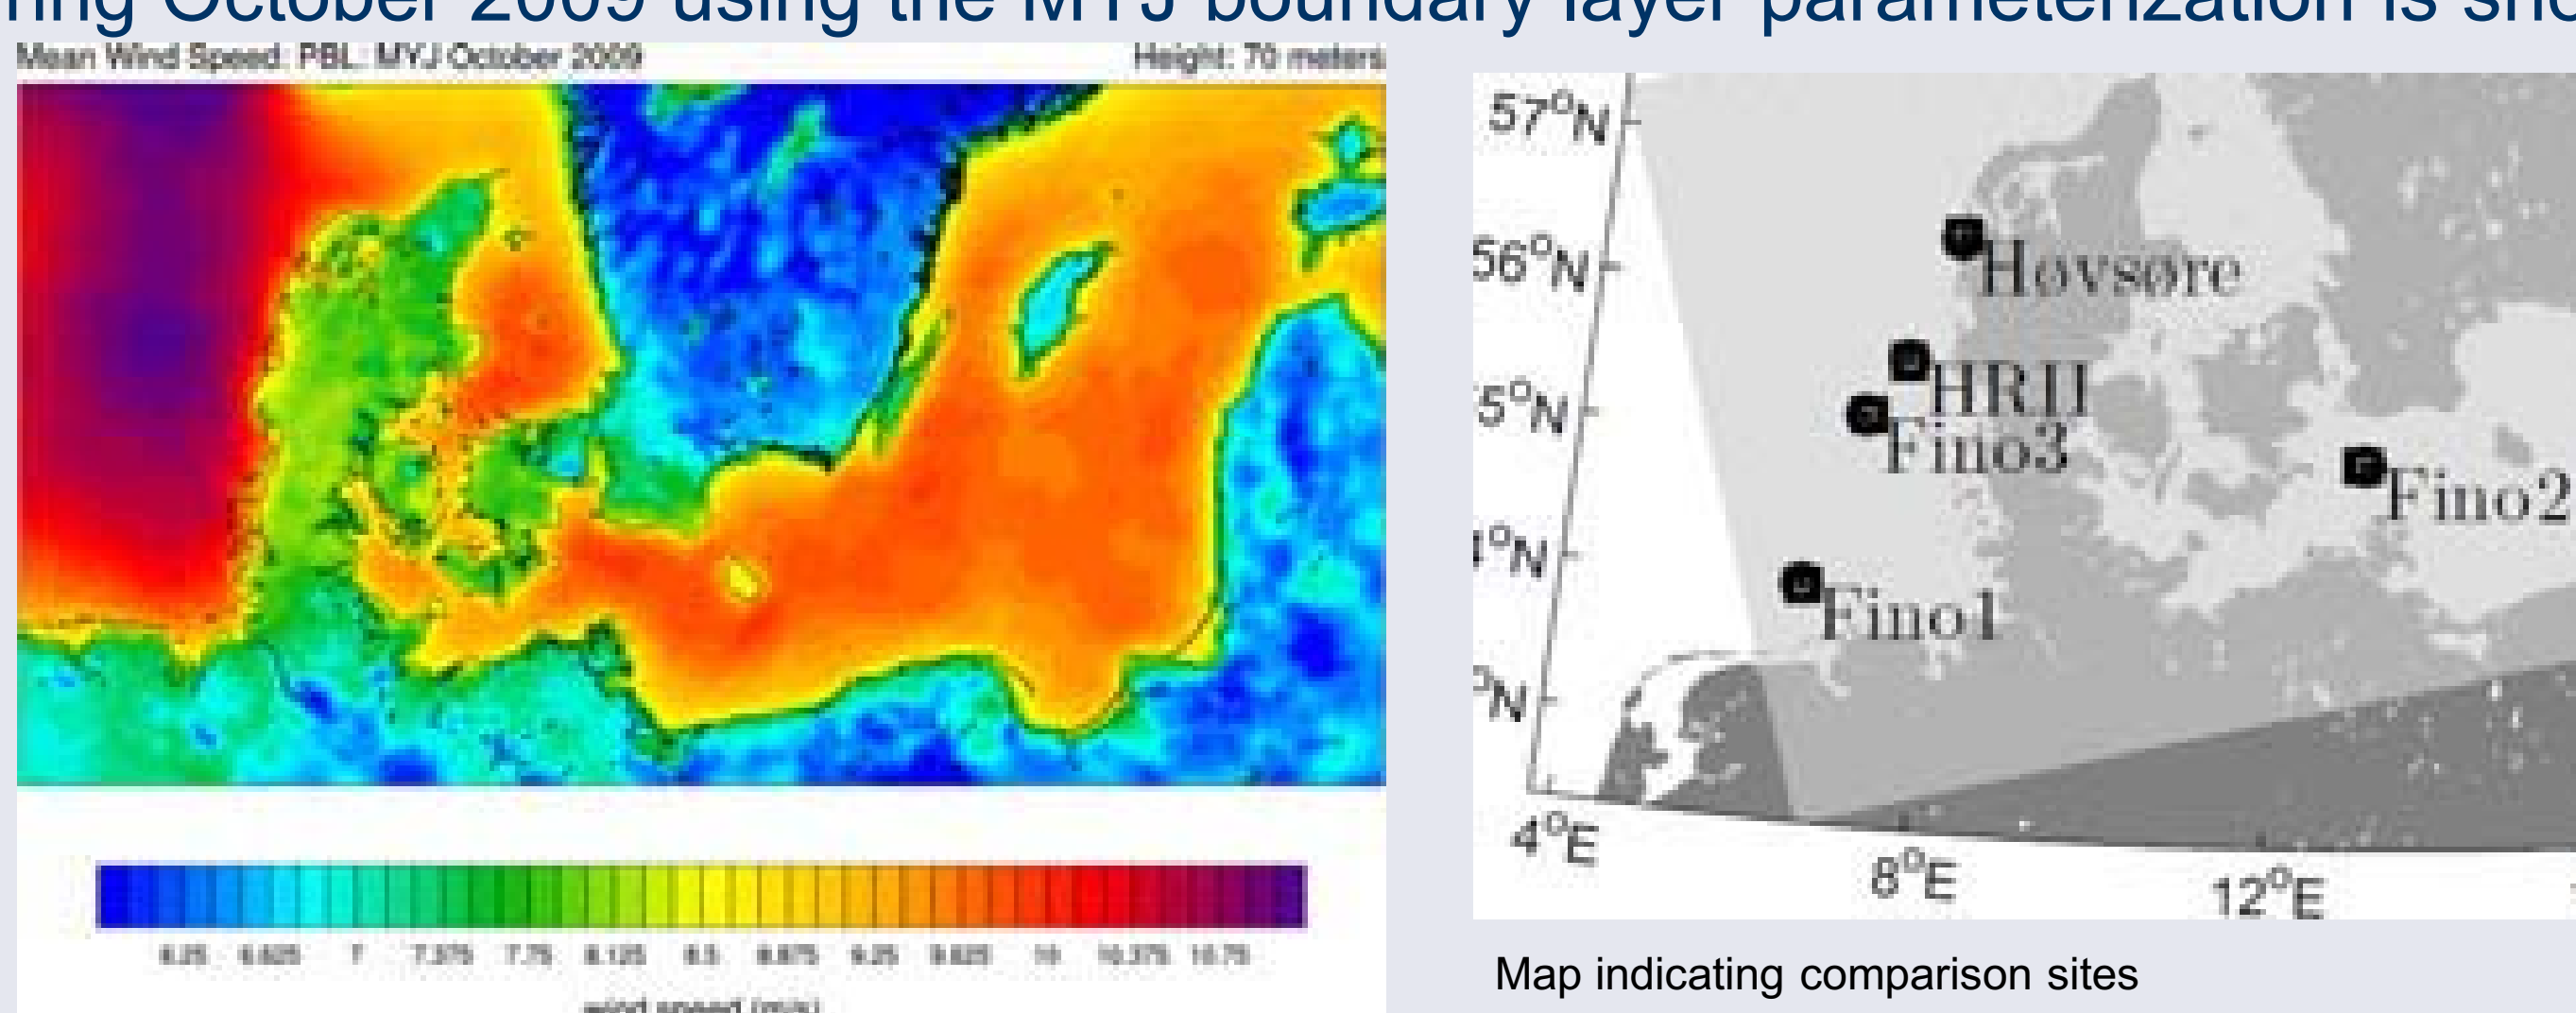 ring October 2009 using the MYJ boundary layer parameterization is sho
Mean Wind Speed: PBL: MYJ October 2009
Height: 70 meters
6.25 6.625 7 7.375 7.75 8.125 8.5 8.875 9.25 9.625 10 10.375 10.75
wind speed (m/s)
57°N
56°N
5°N
4°N
°N
4°E
8°E
12°E
Høvsøre
HRII
Fino3
Fino2
Fino1
Map indicating comparison sites